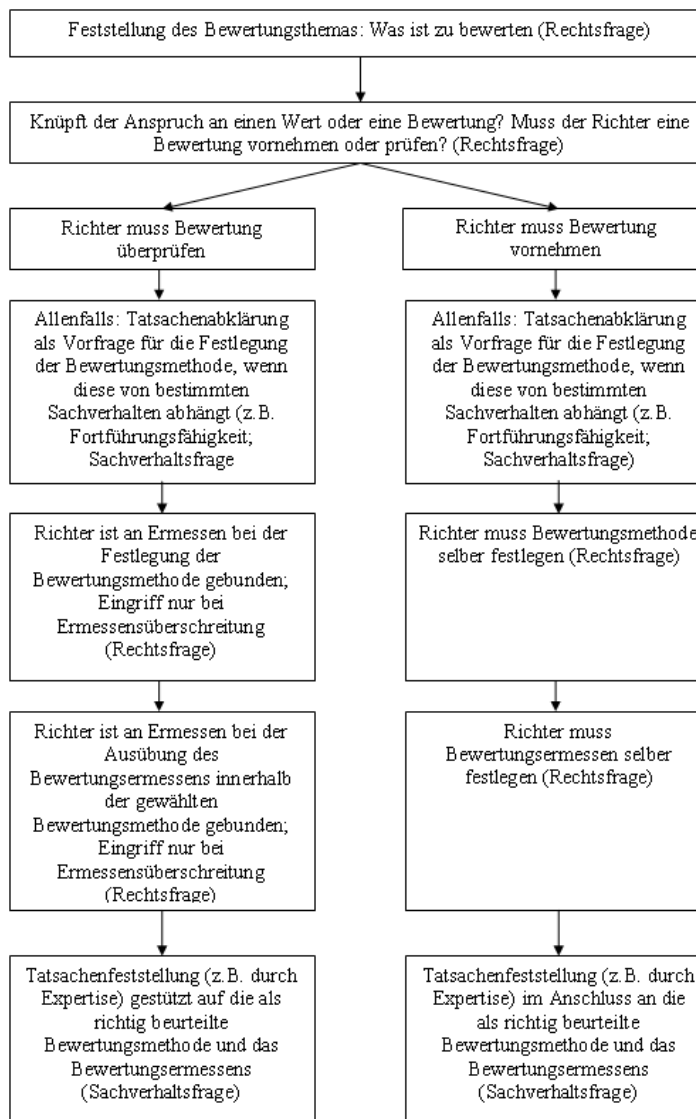 Feststellung des Bewertungsthemas: Was ist zu bewerten (Rechtsfrage)
Knüpft der Anspruch an einen Wert oder eine Bewertung? Muss der Richter eine
Bewertung vornehmen oder prüfen? (Rechtsfrage)
Richter muss Bewertung
überprüfen
Richter muss Bewertung
vornehmen
Allenfalls: Tatsachenabklärung
als Vorfrage für die Festlegung
der Bewertungsmethode, wenn
diese von bestimmten
Sachverhalten abhängt (z.B.
Fortführungsfähigkeit;
Sachverhaltsfrage
Allenfalls: Tatsachenabklärung
als Vorfrage für die Festlegung
der Bewertungsmethode, wenn
diese von bestimmten
Sachverhalten abhängt (z.B.
Fortführungsfähigkeit;
Sachverhaltsfrage)
Richter ist an Ermessen bei der
Festlegung der
Bewertungsmethode gebunden;
Eingriff nur bei
Ermessensüberschreitung
(Rechtsfrage)
Richter muss Bewertungsmethode
selber festlegen (Rechtsfrage)
Richter ist an Ermessen bei der
Ausübung des
Bewertungsermessens innerhalb
der gewählten
Bewertungsmethode gebunden;
Eingriff nur bei
Ermessensüberschreitung
(Rechtsfrage)
Richter muss
Bewertungsermessen selber
festlegen (Rechtsfrage)
Tatsachenfeststellung (z.B. durch
Expertise) gestützt auf die als
richtig beurteilte
Bewertungsmethode und das
Bewertungsermessens
(Sachverhaltsfrage)
Tatsachenfeststellung (z.B. durch
Expertise) im Anschluss an die
als richtig beurteilte
Bewertungsmethode und das
Bewertungsermessens
(Sachverhaltsfrage)